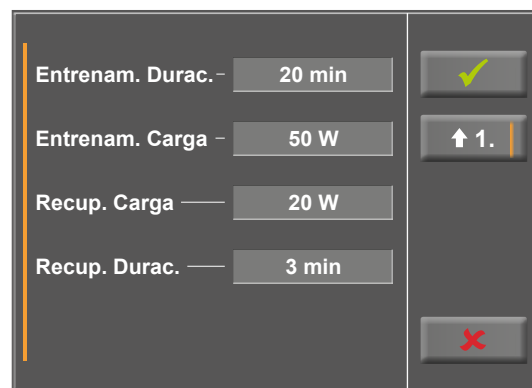 Entrenam. Durac. 20 min
Entrenam. Carga 50 W
1.
Recup. Carga 20 W
Recup. Durac. 3 min